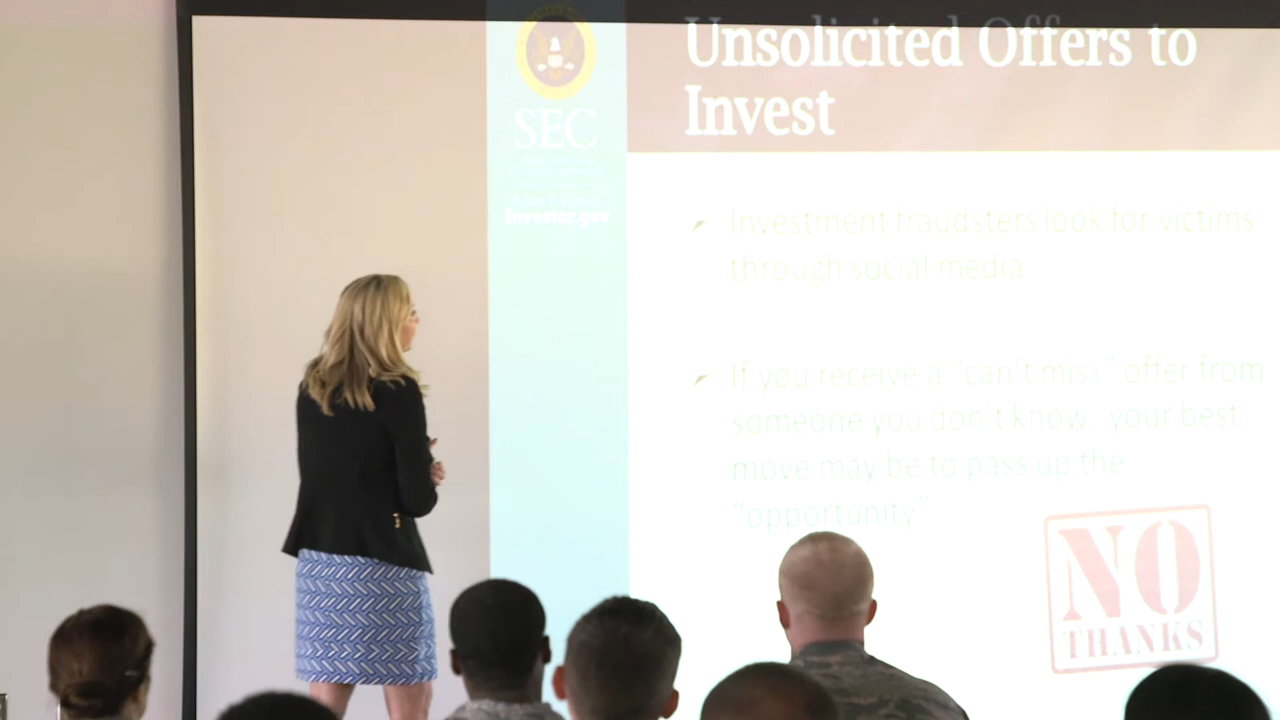 SEC
Investor.gov
Unsolicited Offers to
Invest
Investment fraudsters look for victims
through social media
If you receive a "can't miss" offer from
someone you don't know, your best
move may be to pass up the
"opportunity"
NO
THANKS